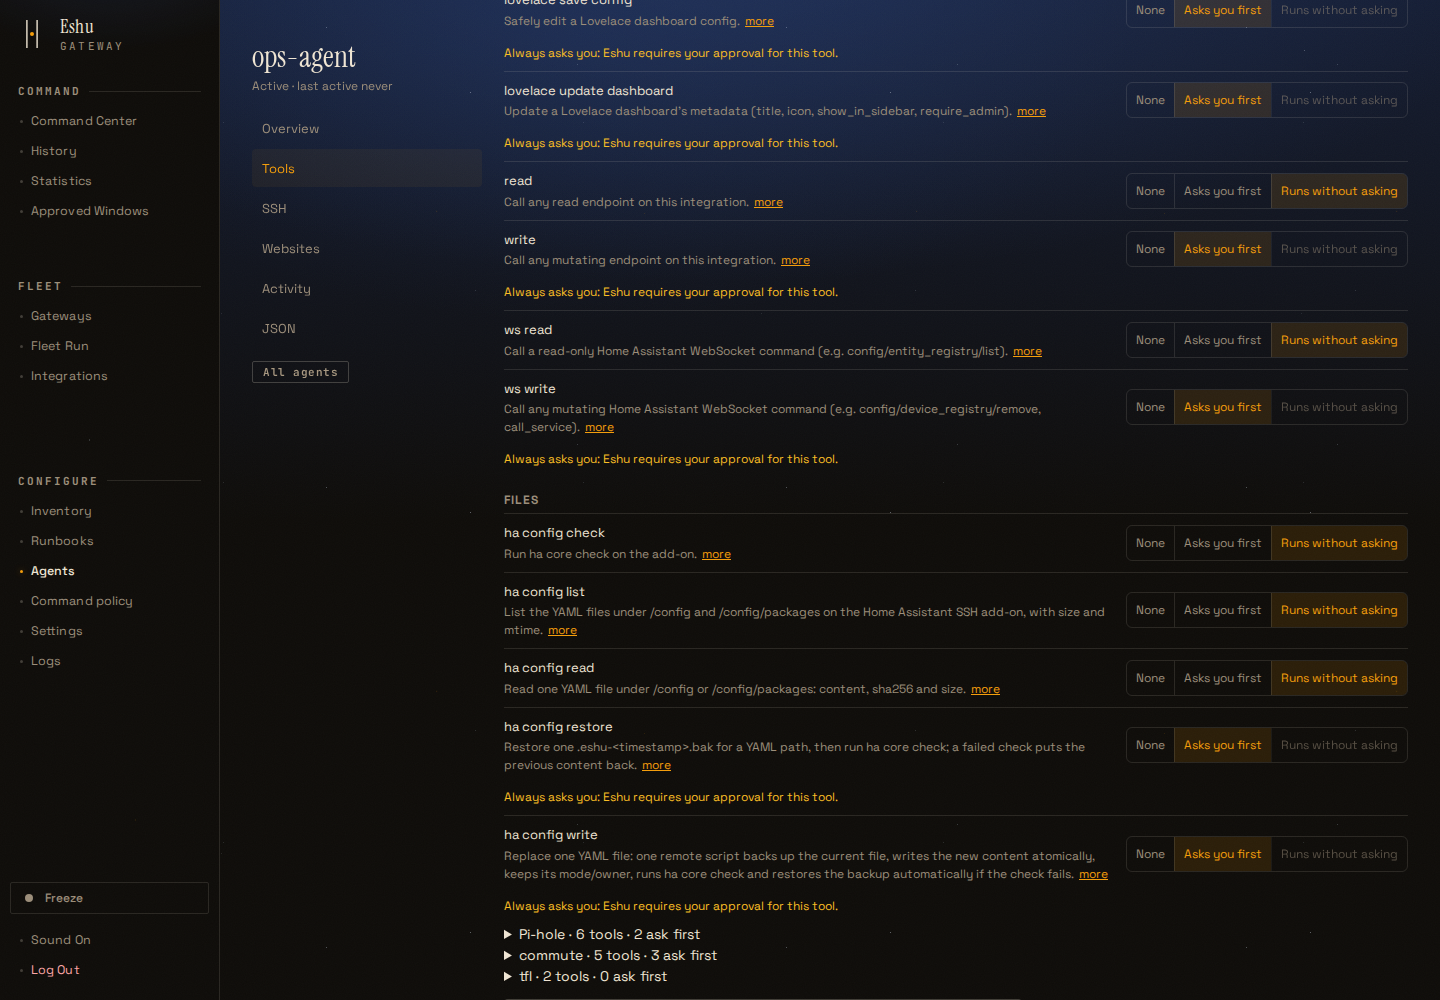 Eshu
GATEWAY
COMMAND
Command Center
History
Statistics
Approved Windows
FLEET
Gateways
Fleet Run
Integrations
CONFIGURE
Inventory
Runbooks
Agents
Command policy
Settings
Logs
Freeze
Sound On
Log Out
ops-agent
Active · last active never
Overview
Tools
SSH
Websites
Activity
JSON
All agents
lovelace save config
Safely edit a Lovelace dashboard config. more
None Asks you first Runs without asking
Always asks you: Eshu requires your approval for this tool.
lovelace update dashboard
Update a Lovelace dashboard's metadata (title, icon, show_in_sidebar, require_admin). more
None Asks you first Runs without asking
Always asks you: Eshu requires your approval for this tool.
read
Call any read endpoint on this integration. more
None Asks you first Runs without asking
write
Call any mutating endpoint on this integration. more
None Asks you first Runs without asking
Always asks you: Eshu requires your approval for this tool.
ws read
Call a read-only Home Assistant WebSocket command (e.g. config/entity_registry/list). more
None Asks you first Runs without asking
ws write
Call any mutating Home Assistant WebSocket command (e.g. config/device_registry/remove,
call_service). more
None Asks you first Runs without asking
Always asks you: Eshu requires your approval for this tool.
FILES
ha config check
Run ha core check on the add-on. more
None Asks you first Runs without asking
ha config list
List the YAML files under /config and /config/packages on the Home Assistant SSH add-on, with size and
mtime. more
None Asks you first Runs without asking
ha config read
Read one YAML file under /config or /config/packages: content, sha256 and size. more
None Asks you first Runs without asking
ha config restore
Restore one .eshu-<timestamp>.bak for a YAML path, then run ha core check; a failed check puts the
previous content back. more
None Asks you first Runs without asking
Always asks you: Eshu requires your approval for this tool.
ha config write
Replace one YAML file: one remote script backs up the current file, writes the new content atomically,
keeps its mode/owner, runs ha core check and restores the backup automatically if the check fails. more
None Asks you first Runs without asking
Always asks you: Eshu requires your approval for this tool.
Pi-hole · 6 tools · 2 ask first
commute · 5 tools · 3 ask first
tfl · 2 tools · 0 ask first